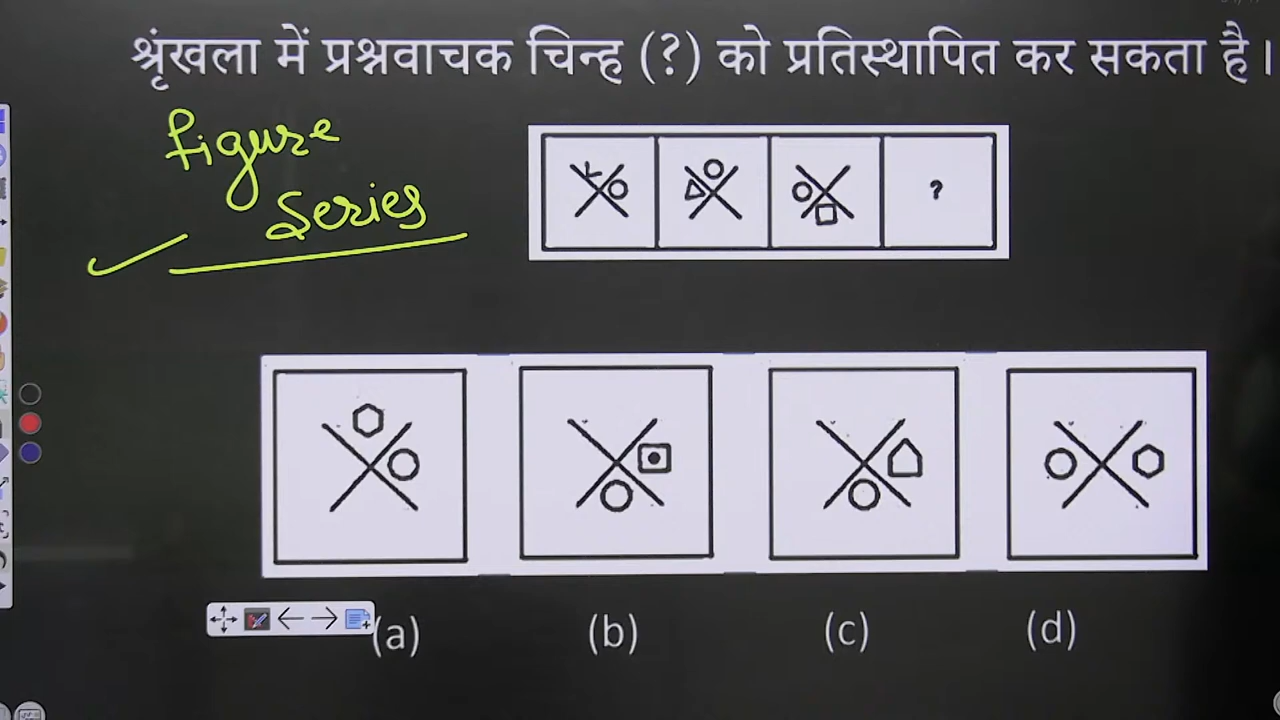 श्रृंखला में प्रश्नवाचक चिन्ह (?) को प्रतिस्थापित कर सकता है।
figure
Series
?
(a) (b) (c) (d)